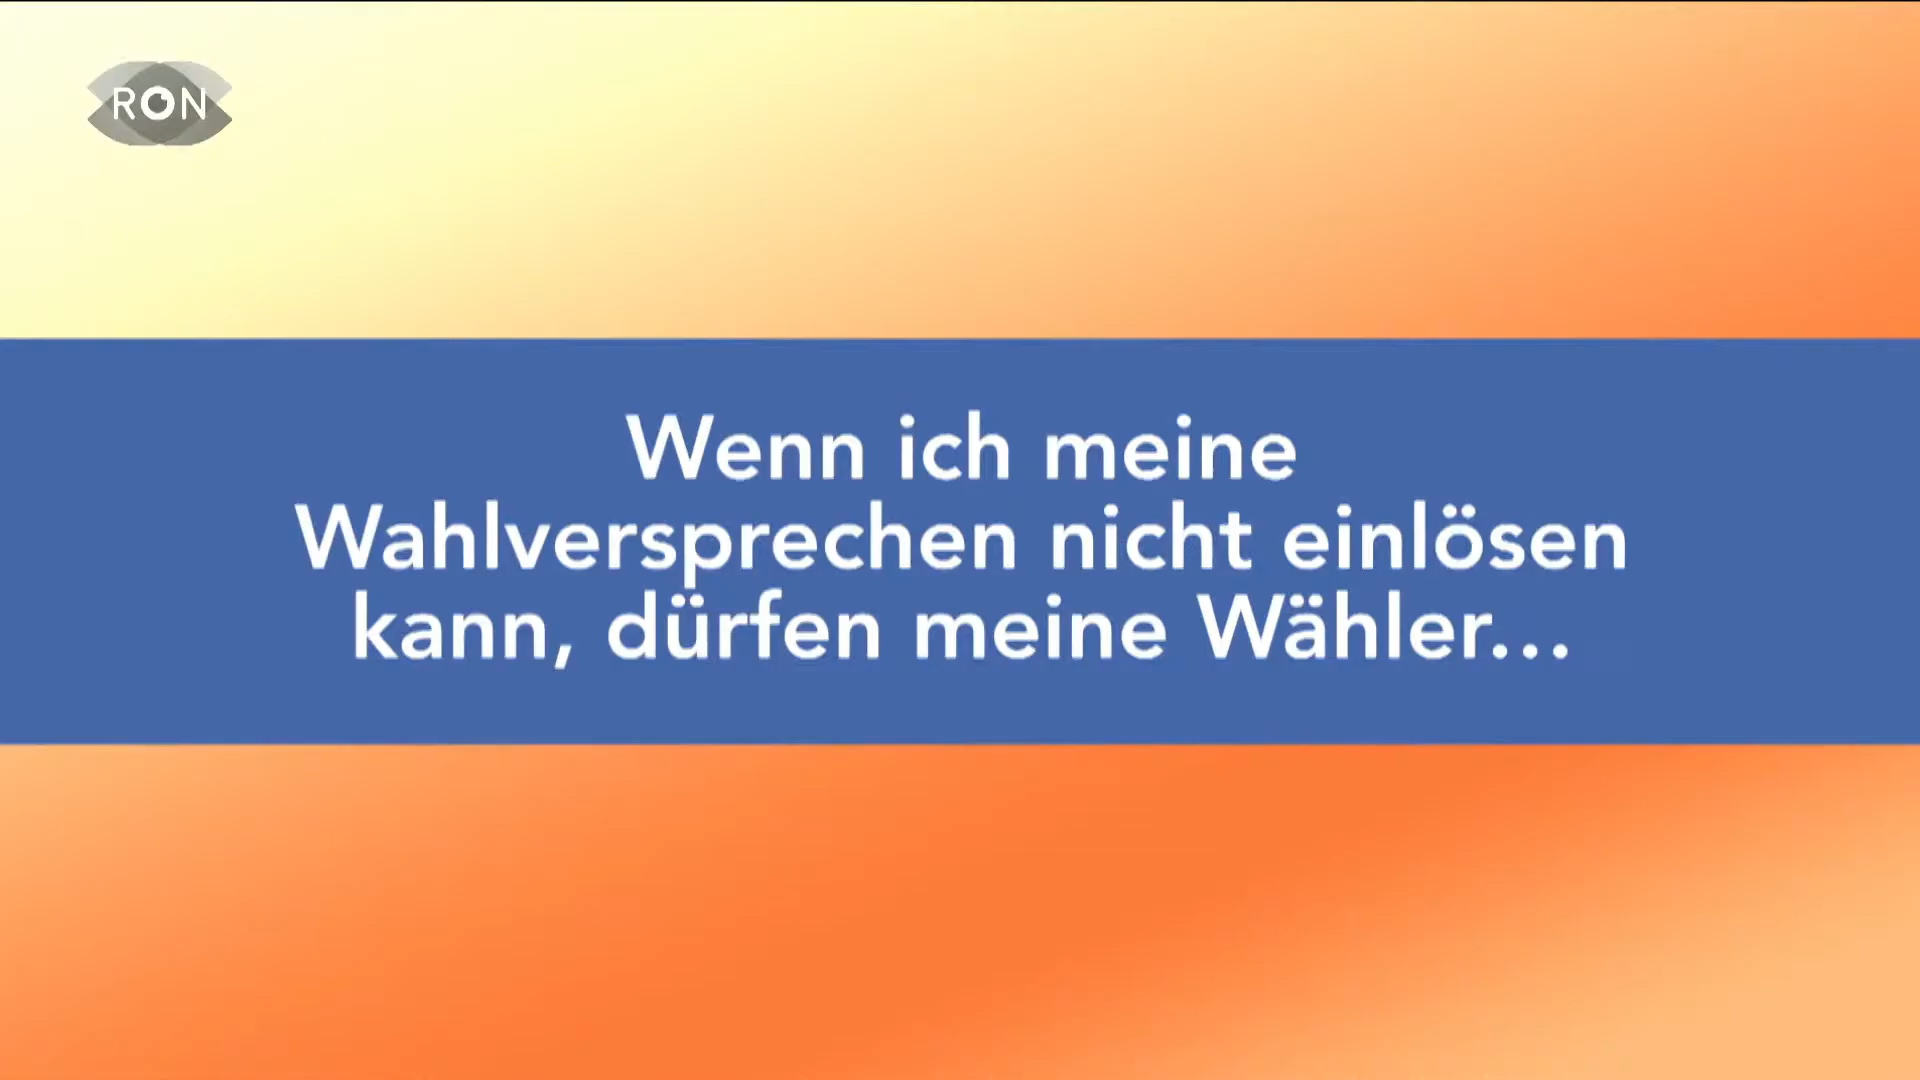 RON
Wenn ich meine
Wahlversprechen nicht einlösen
kann, dürfen meine Wähler...